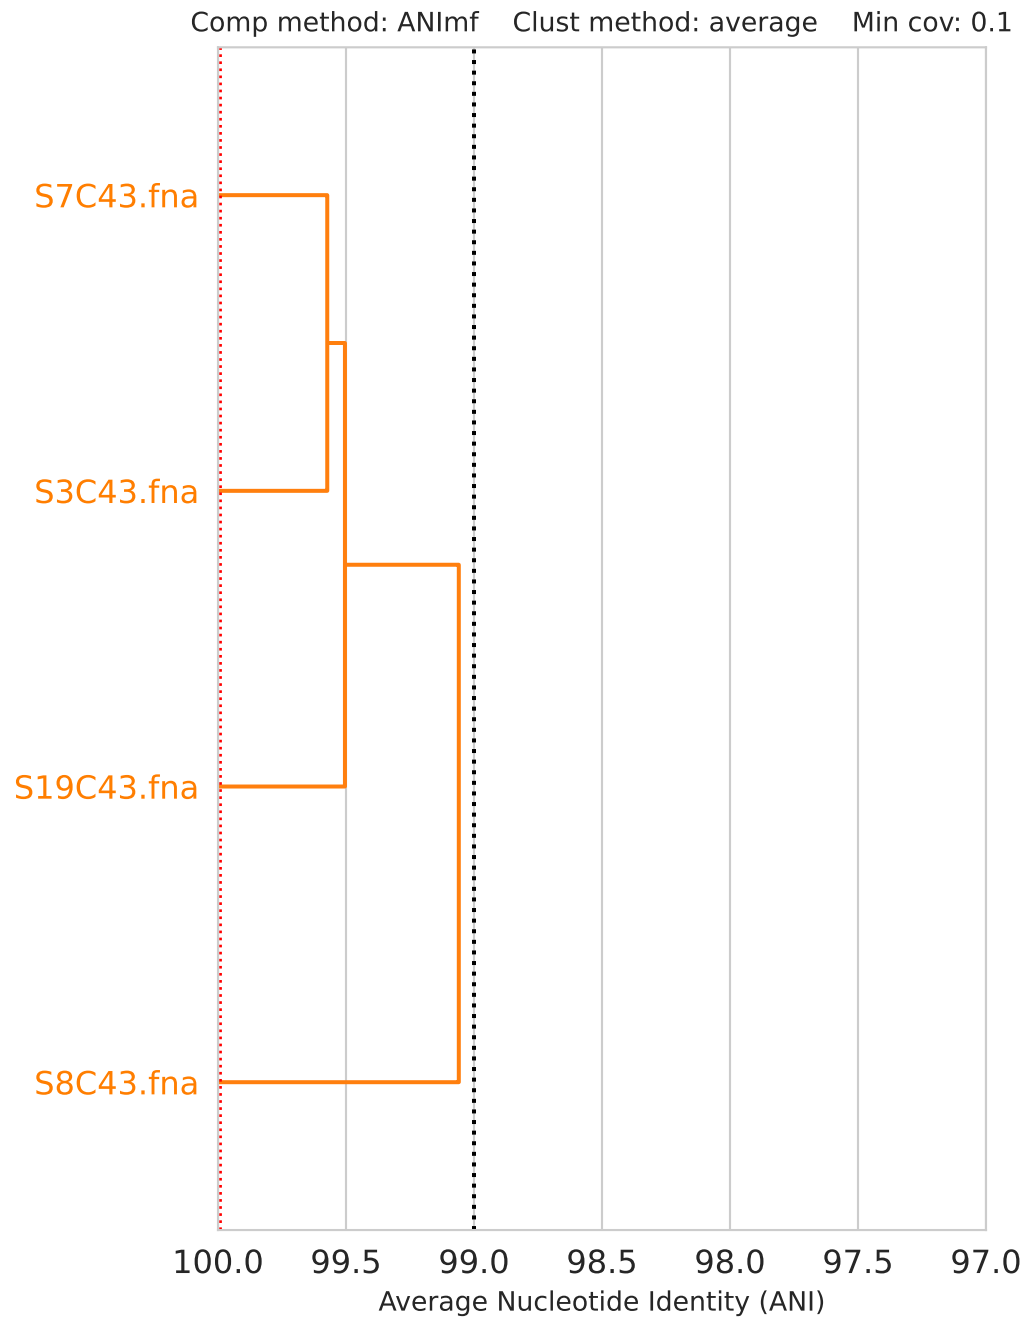 Comp method: ANImf    Clust method: average    Min cov: 0.1
S7C43.fna
S3C43.fna
S19C43.fna
S8C43.fna
100.0 99.5 99.0 98.5 98.0 97.5 97.0
Average Nucleotide Identity (ANI)